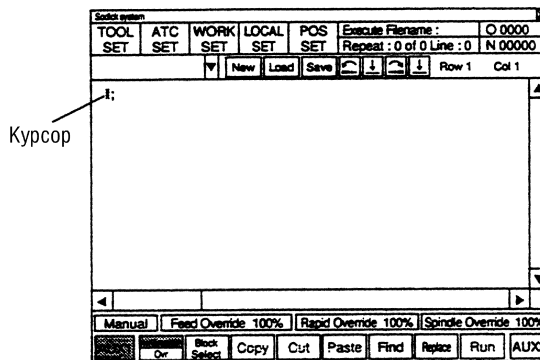 Sodick system
TOOL SET ATC SET WORK SET LOCAL SET POS SET Execute Filename : O 0000
Repeat : 0 of 0 Line : 0 N 00000
New Load Save Row 1 Col 1
;
Курсор
Manual Feed Override 100% Rapid Override 100% Spindle Override 100%
Ovr Block Select Copy Cut Paste Find Replace Run AUX